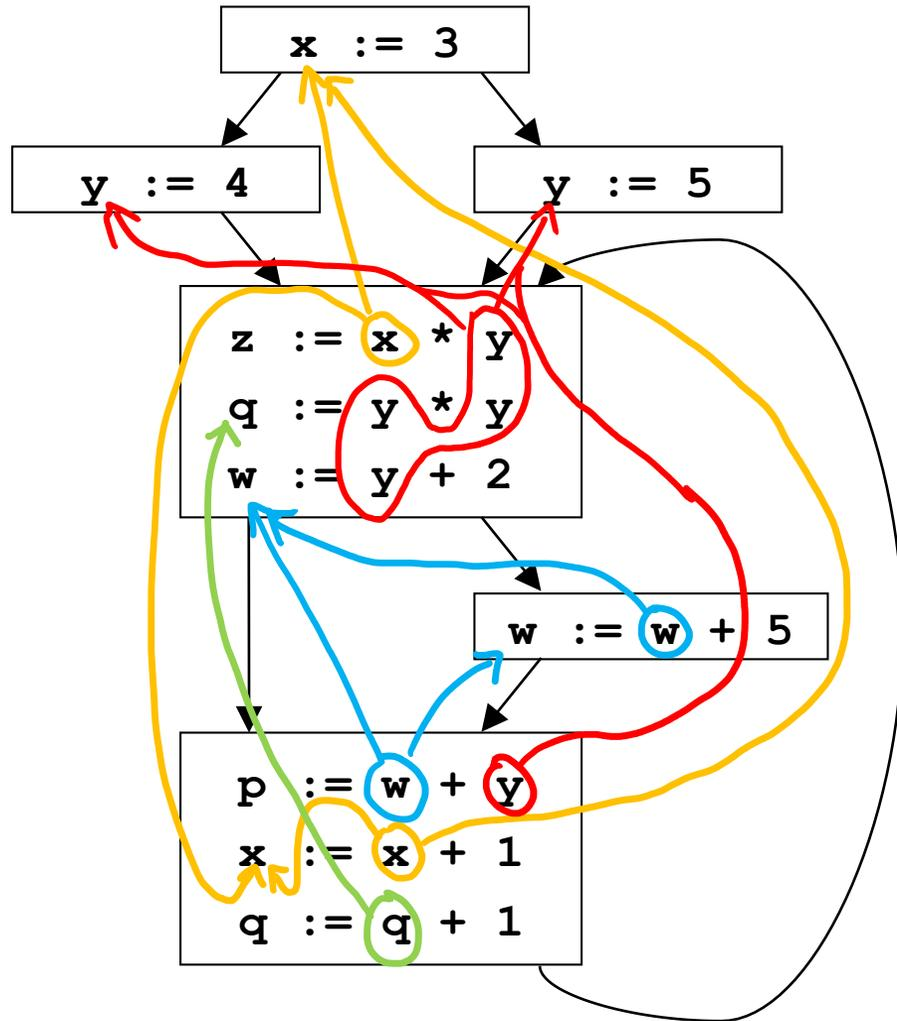 x := 3
y := 4
y := 5
z := x * y
q := y * y
w := y + 2
w := w + 5
p := w + y
x := x + 1
q := q + 1